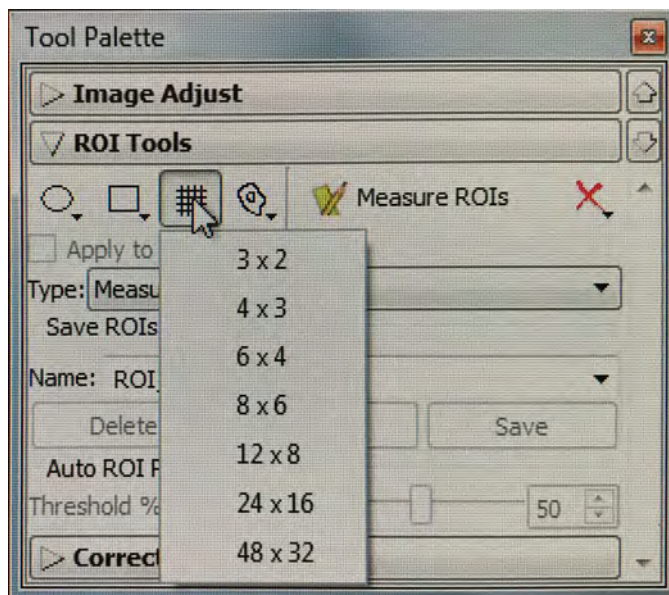 Tool Palette
Image Adjust
ROI Tools
Measure ROIs
Apply to
3 x 2
Type: Measu
4 x 3
Save ROIs
6 x 4
Name: ROI_
8 x 6
Delete
Save
12 x 8
Auto ROI
24 x 16
Threshold %
50
48 x 32
Correct